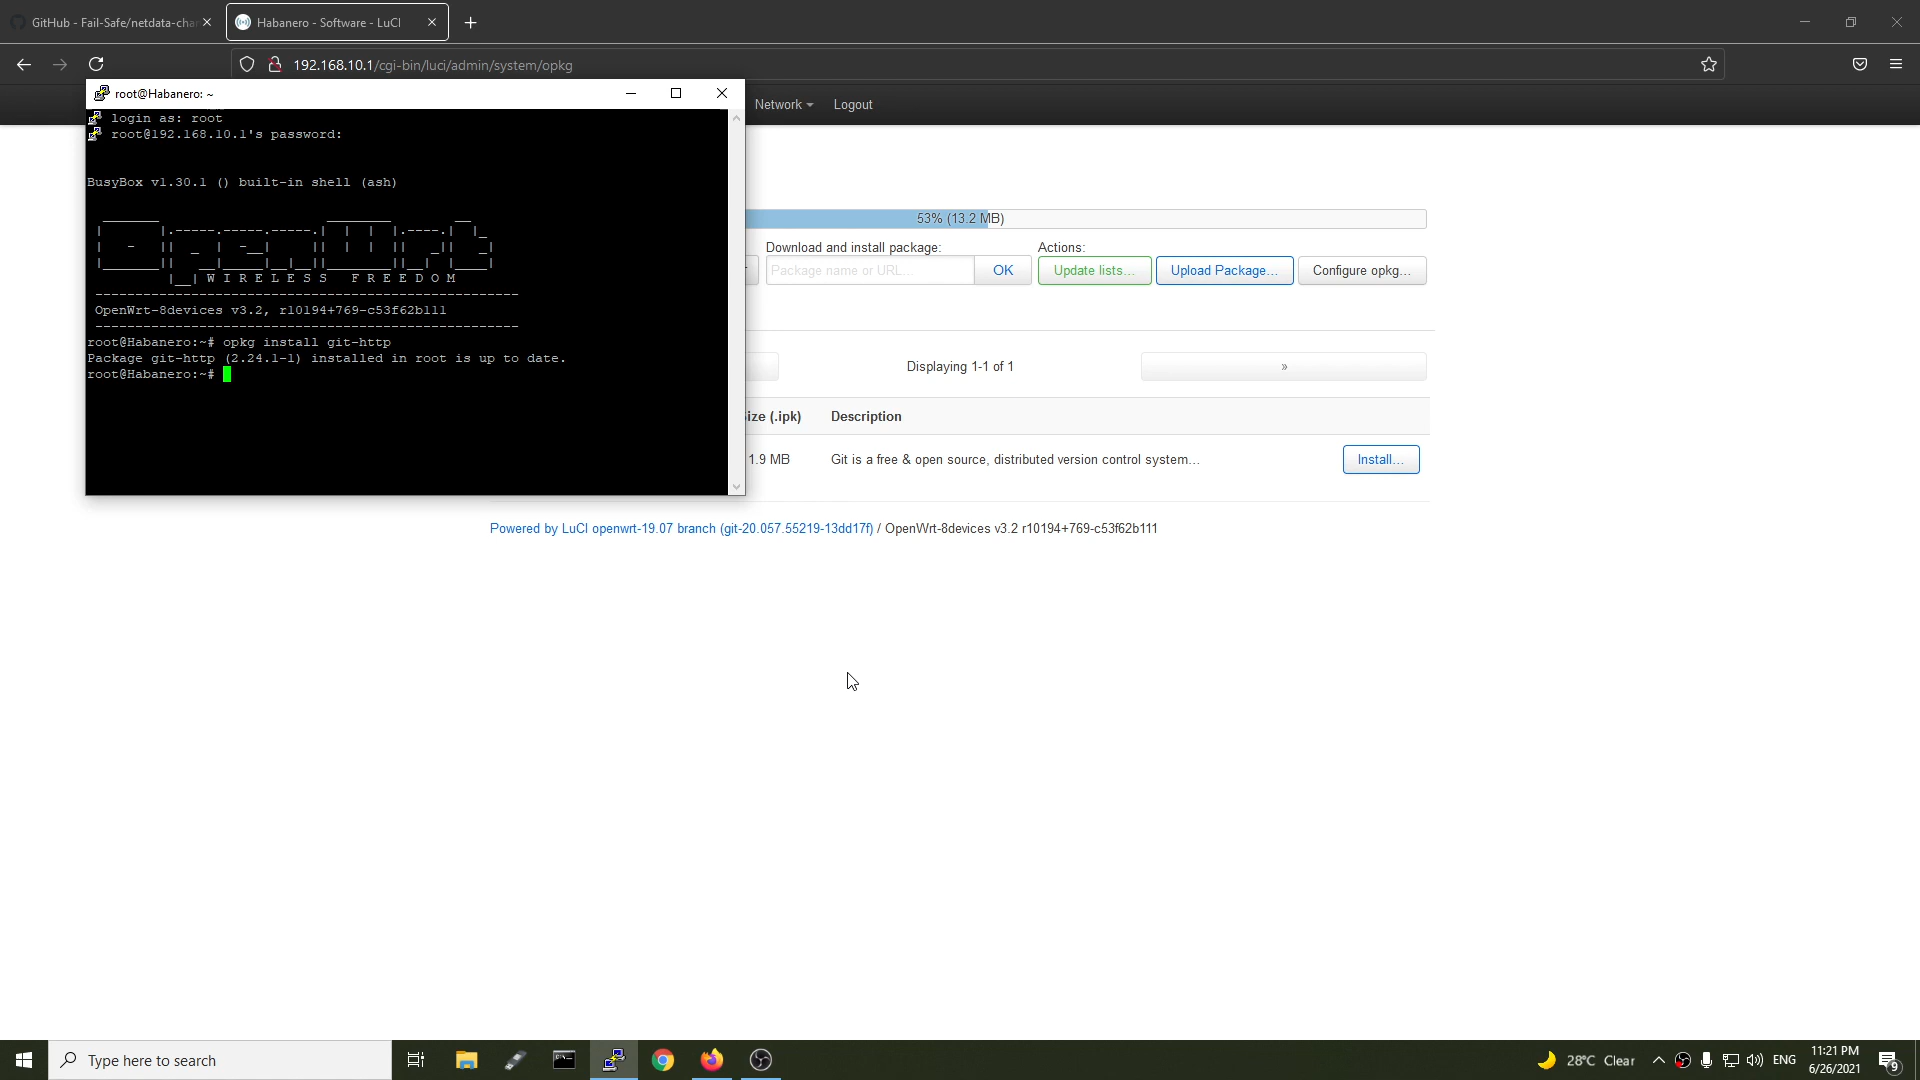 GitHub - Fail-Safe/netdata-cha
Habanero - Software - LuCI
192.168.10.1/cgi-bin/luci/admin/system/opkg
root@Habanero: ~
Network
Logout
login as: root
root@192.168.10.1's password:
BusyBox v1.30.1 () built-in shell (ash)
OpenWrt
W I R E L E S S   F R E E D O M
OpenWrt-8devices v3.2, r10194+769-c53f62b111
root@Habanero:~# opkg install git-http
Package git-http (2.24.1-1) installed in root is up to date.
root@Habanero:~#
53% (13.2 MB)
Download and install package:
Actions:
Package name or URL...
OK
Update lists...
Upload Package...
Configure opkg...
Displaying 1-1 of 1
»
ize (.ipk)
Description
1.9 MB
Git is a free & open source, distributed version control system...
Install...
Powered by LuCI openwrt-19.07 branch (git-20.057.55219-13dd17f) / OpenWrt-8devices v3.2 r10194+769-c53f62b111
Type here to search
28°C Clear
ENG
11:21 PM
6/26/2021
9